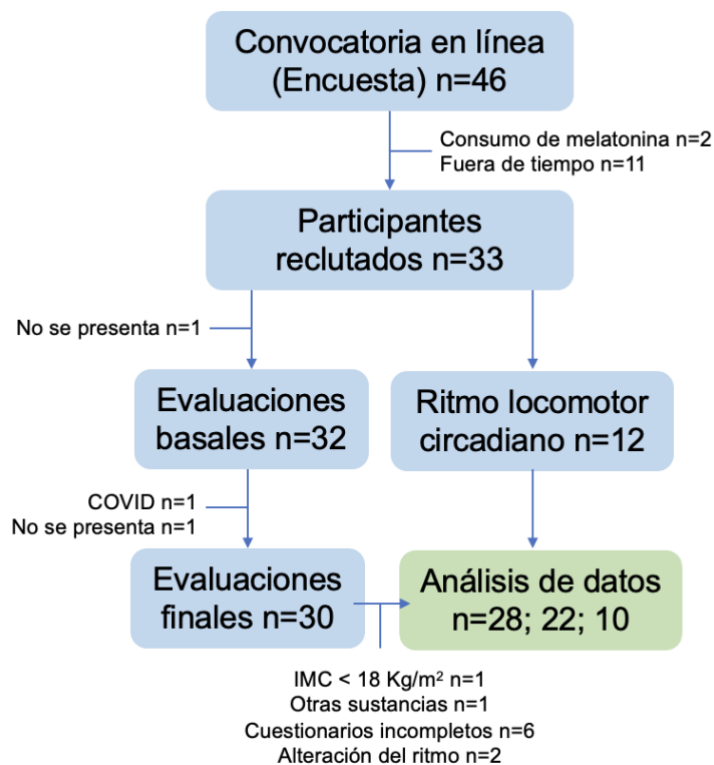 Convocatoria en línea
(Encuesta) n=46
Consumo de melatonina n=2
Fuera de tiempo n=11
Participantes
reclutados n=33
No se presenta n=1
Evaluaciones
basales n=32
Ritmo locomotor
circadiano n=12
COVID n=1
No se presenta n=1
Evaluaciones
finales n=30
Análisis de datos
n=28; 22; 10
IMC < 18 Kg/m² n=1
Otras sustancias n=1
Cuestionarios incompletos n=6
Alteración del ritmo n=2